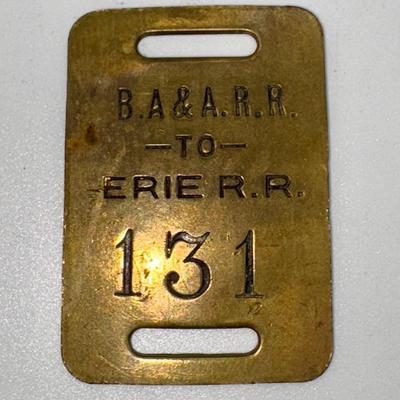 B.A & A.R.R.
—TO—
ERIE R.R.
131